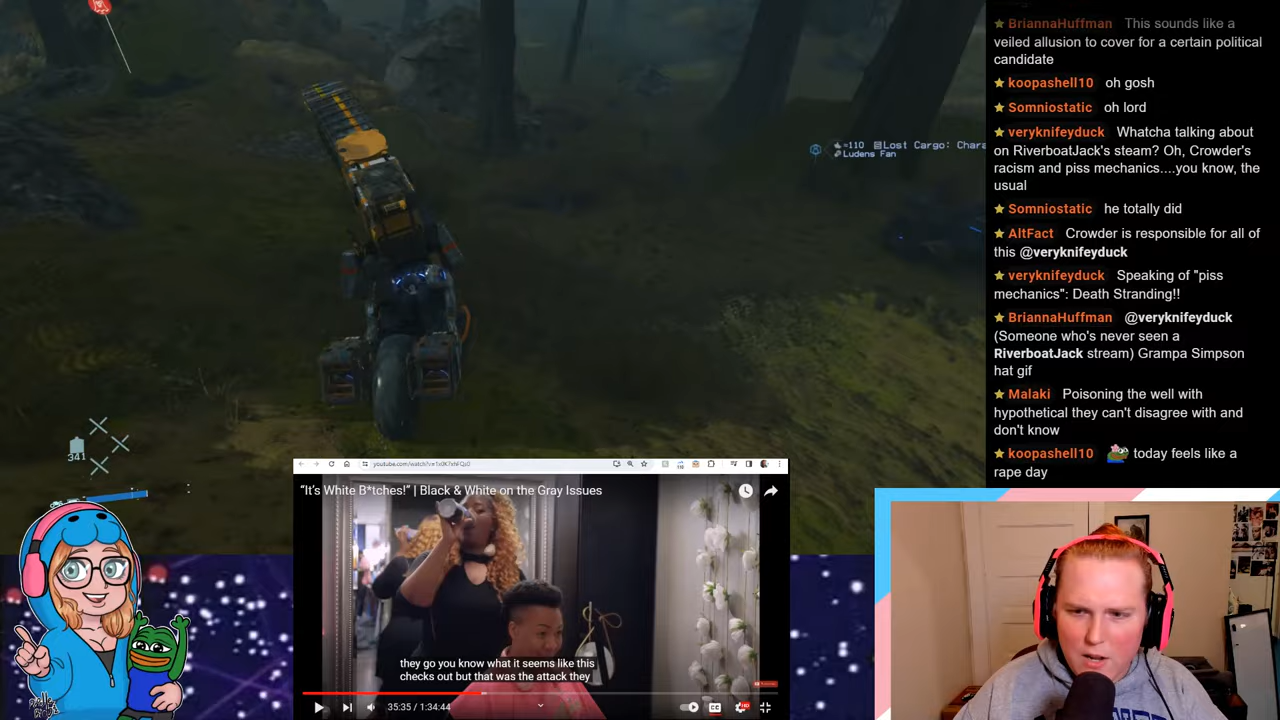 BriannaHuffman This sounds like a
veiled allusion to cover for a certain political
candidate
koopashell10 oh gosh
Somniostatic oh lord
veryknifeyduck Whatcha talking about
on RiverboatJack's steam? Oh, Crowder's
racism and piss mechanics....you know, the
usual
Somniostatic he totally did
AltFact Crowder is responsible for all of
this @veryknifeyduck
veryknifeyduck Speaking of "piss
mechanics": Death Stranding!!
BriannaHuffman @veryknifeyduck
(Someone who's never seen a
RiverboatJack stream) Grampa Simpson
hat gif
Malaki Poisoning the well with
hypothetical they can't disagree with and
don't know
koopashell10 today feels like a
rape day
110 Lost Cargo: Chara
Ludens Fan
341
“It's White B*tches!” | Black & White on the Gray Issues
they go you know what it seems like this
checks out but that was the attack they
35:35 / 1:34:44
CC